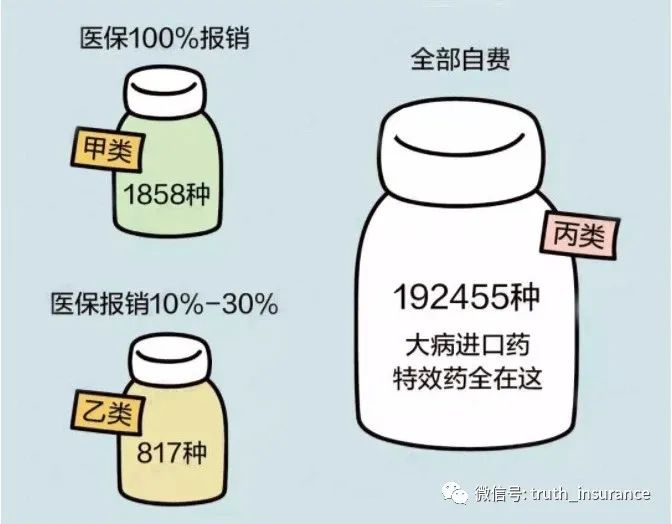 医保100%报销
甲类
1858种
医保报销10%-30%
乙类
817种
全部自费
丙类
192455种
大病进口药
特效药全在这
微信号: truth_insurance